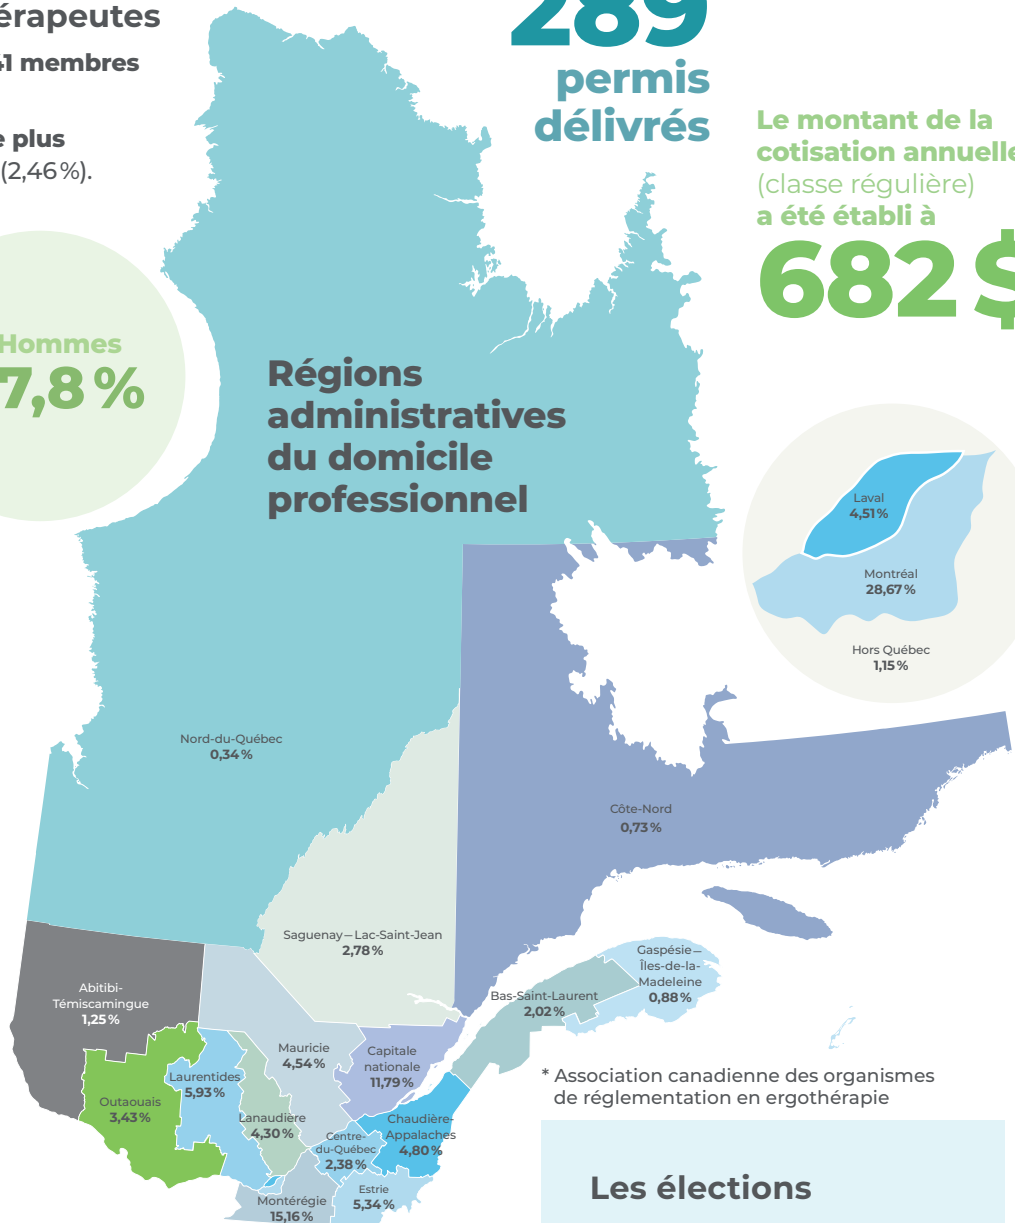 érapeutes
41 membres
e plus
(2,46 %).
Hommes
7,8 %
289
permis
délivrés
Le montant de la
cotisation annuelle
(classe régulière)
a été établi à
682 $
Régions
administratives
du domicile
professionnel
Laval
4,51 %
Montréal
28,67 %
Hors Québec
1,15 %
Nord-du-Québec
0,34 %
Côte-Nord
0,73 %
Saguenay – Lac-Saint-Jean
2,78 %
Gaspésie –
Îles-de-la-
Madeleine
0,88 %
Bas-Saint-Laurent
2,02 %
Abitibi-
Témiscamingue
1,25 %
Mauricie
4,54 %
Capitale
nationale
11,79 %
Laurentides
5,93 %
Outaouais
3,43 %
Lanaudière
4,30 %
Chaudière-
Appalaches
4,80 %
Centre-
du-Québec
2,38 %
Estrie
5,34 %
Montérégie
15,16 %
* Association canadienne des organismes
de réglementation en ergothérapie
Les élections